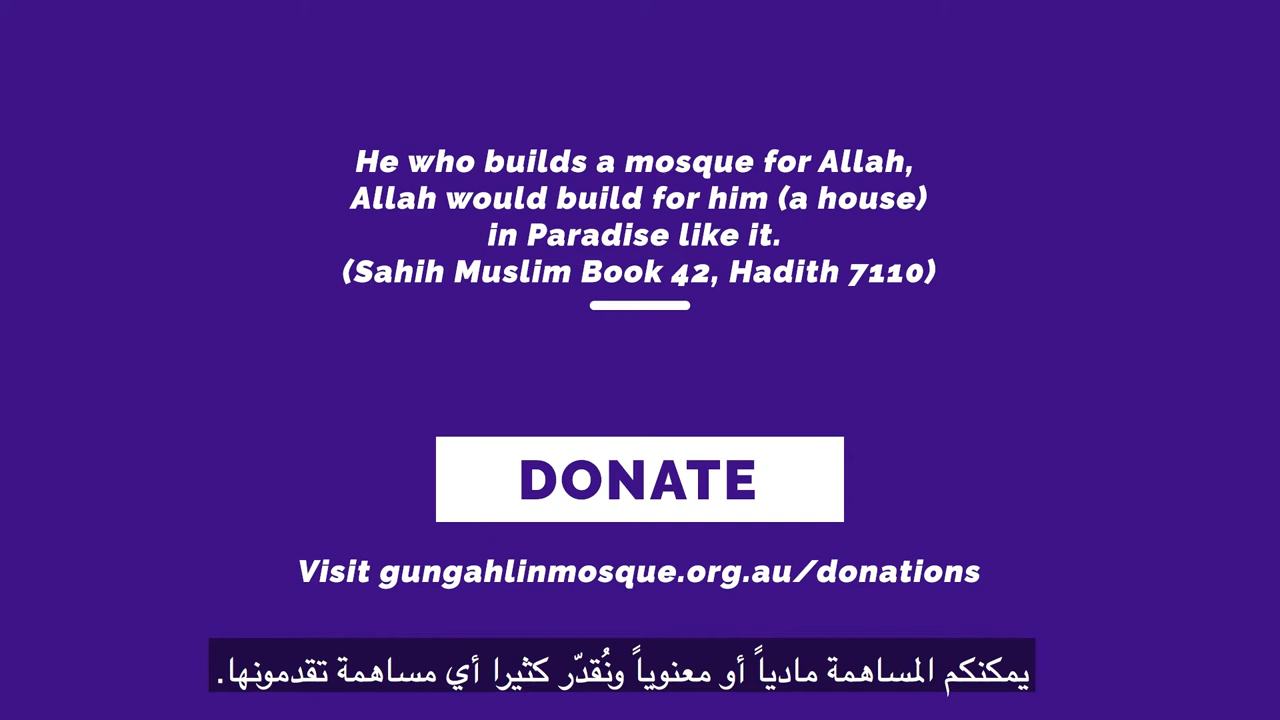 He who builds a mosque for Allah,
Allah would build for him (a house)
in Paradise like it.
(Sahih Muslim Book 42, Hadith 7110)
DONATE
Visit gungahlinmosque.org.au/donations
يمكنكم المساهمة مادياً أو معنوياً ونُقدّر كثيرا أي مساهمة تقدمونها.